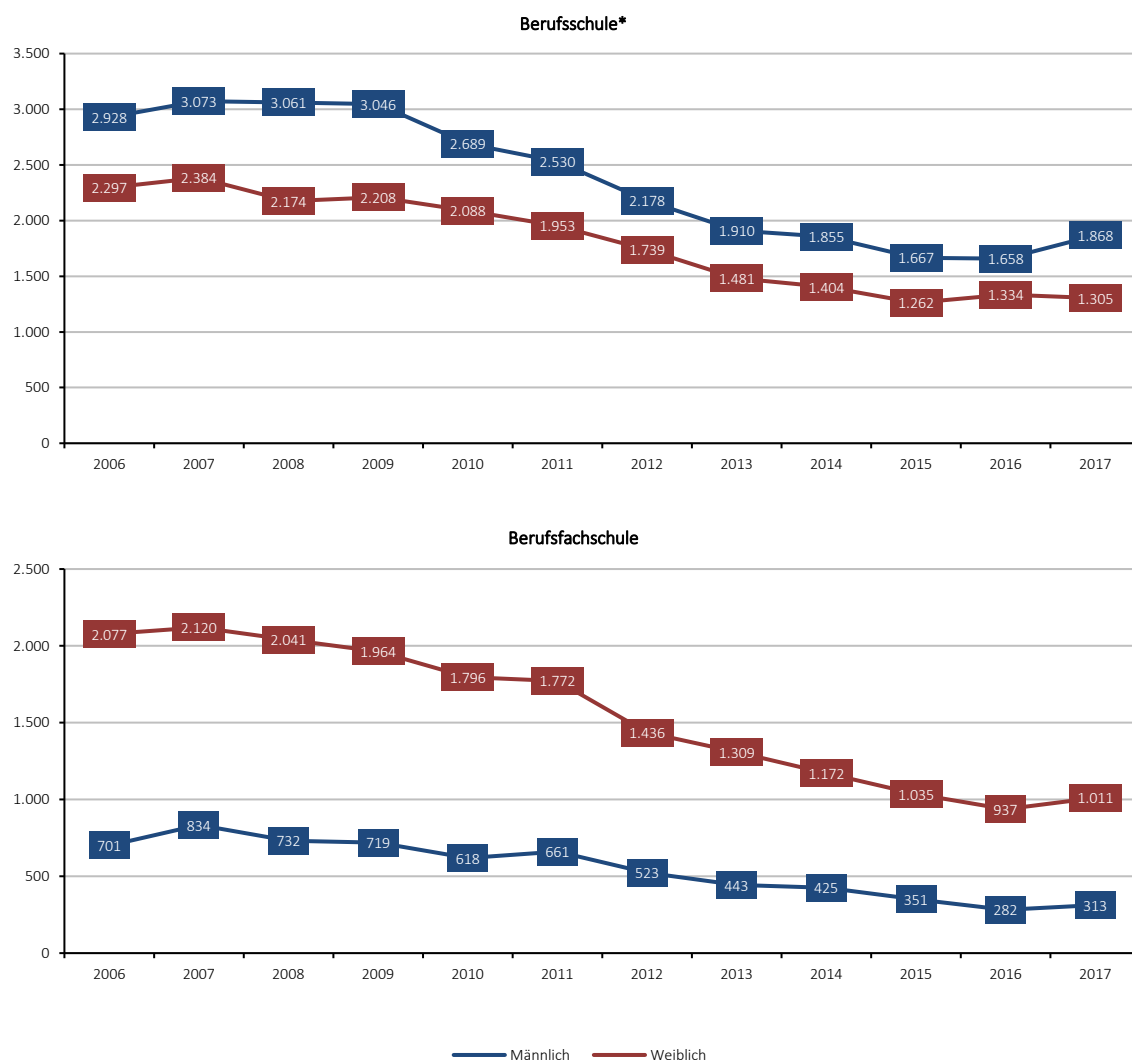 Berufsschule*
3.500
3.000
2.500
2.000
1.500
1.000
500
0
2.928 3.073 3.061 3.046 2.689 2.530 2.178 1.910 1.855 1.667 1.658 1.868
2.297 2.384 2.174 2.208 2.088 1.953 1.739 1.481 1.404 1.262 1.334 1.305
2006 2007 2008 2009 2010 2011 2012 2013 2014 2015 2016 2017
Berufsfachschule
2.500
2.000
1.500
1.000
500
0
2.077 2.120 2.041 1.964 1.796 1.772 1.436 1.309 1.172 1.035 937 1.011
701 834 732 719 618 661 523 443 425 351 282 313
2006 2007 2008 2009 2010 2011 2012 2013 2014 2015 2016 2017
Männlich Weiblich